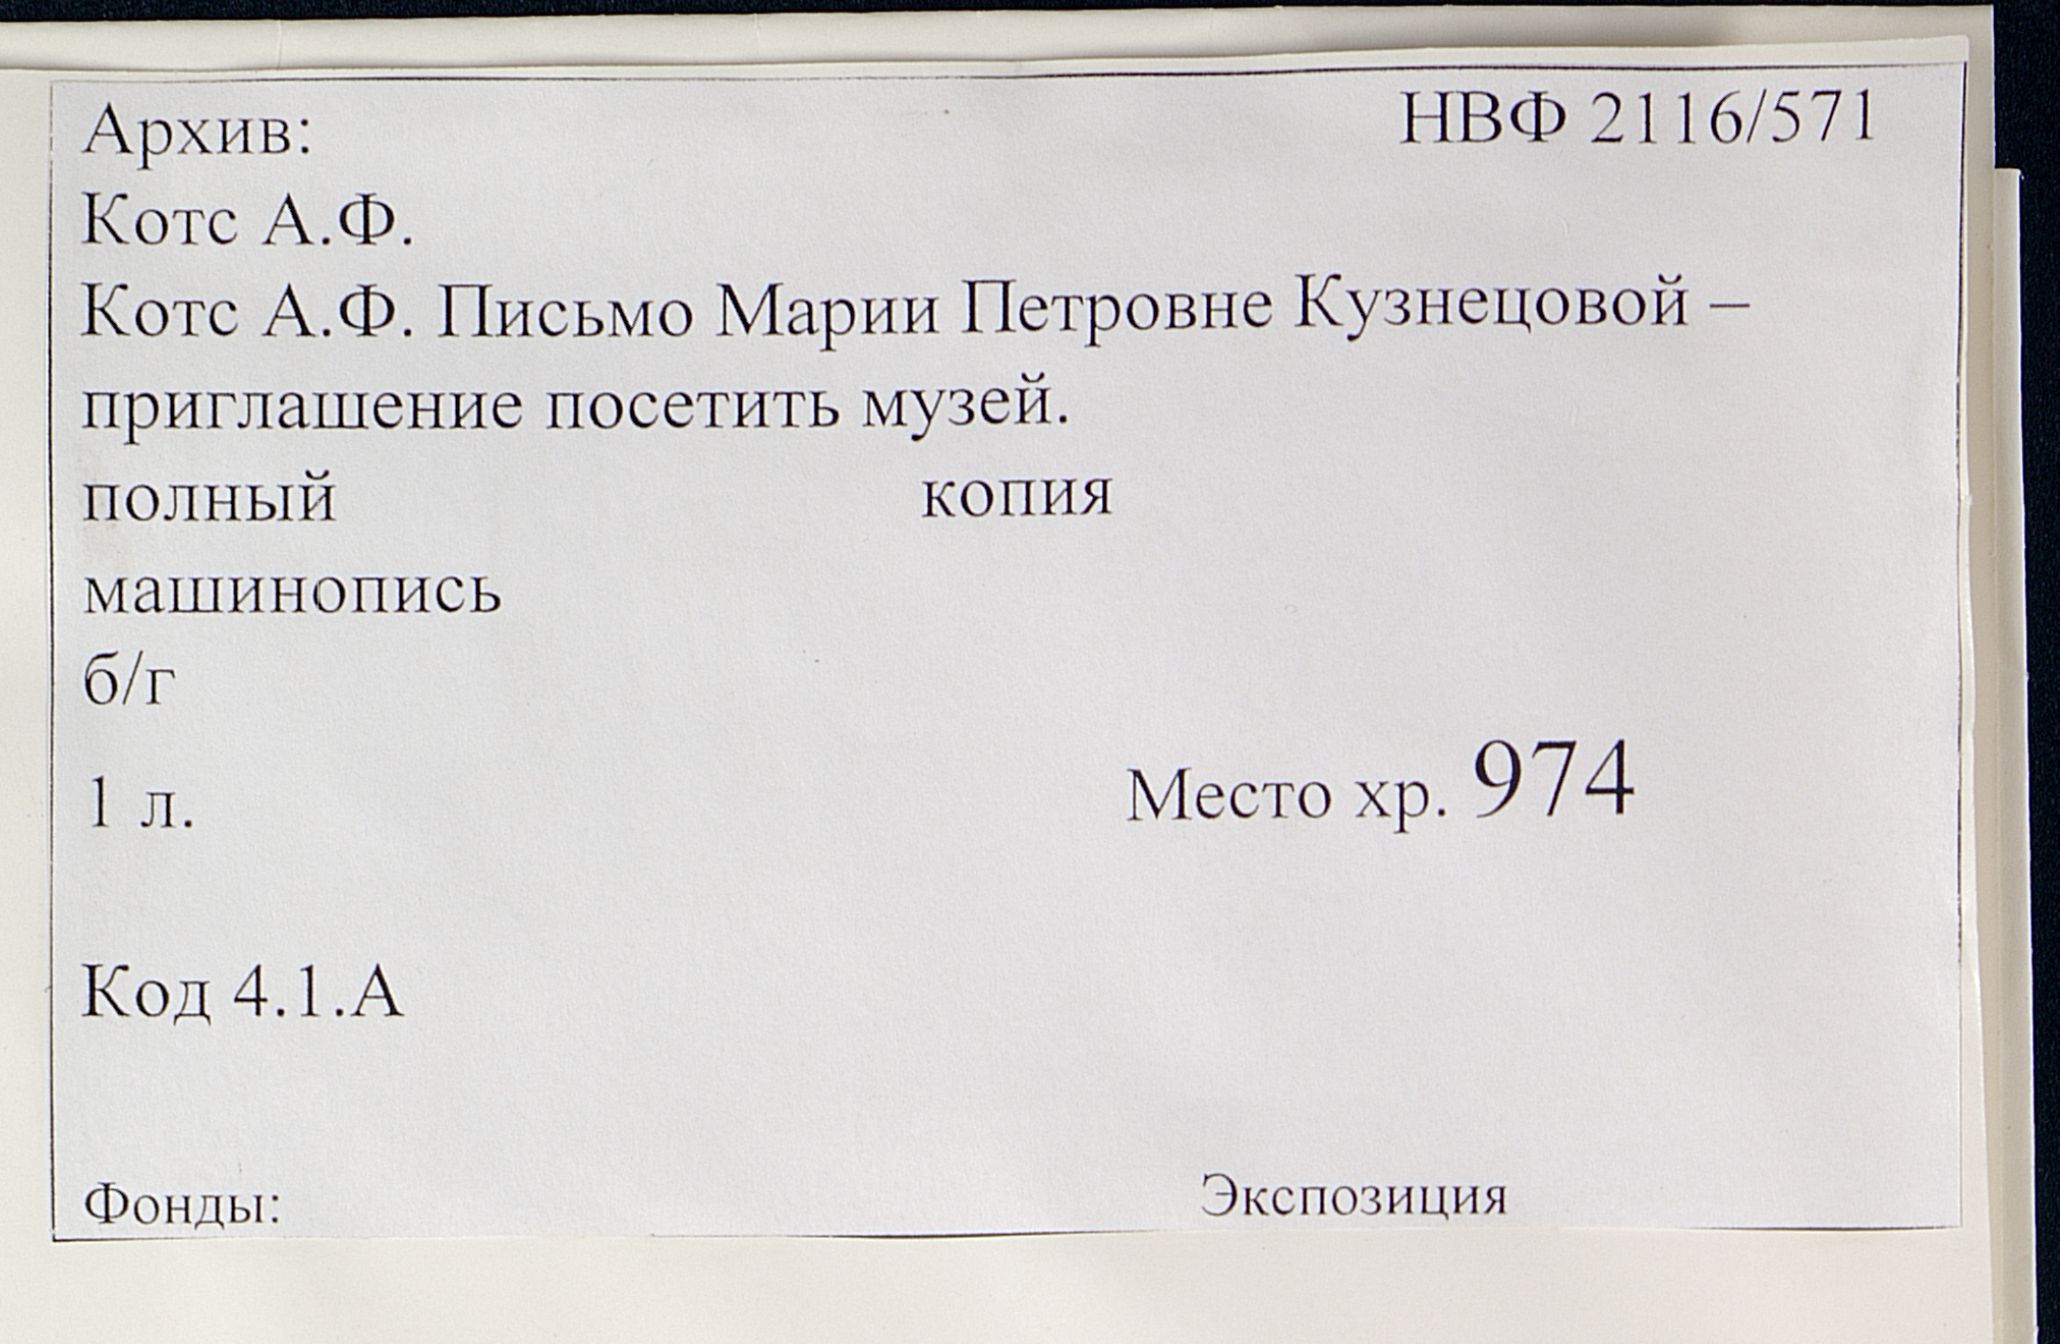 Архив: НВФ 2116/571
Котс А.Ф.
Котс А.Ф. Письмо Марии Петровне Кузнецовой –
приглашение посетить музей.
полный копия
машинопись
б/г
1 л. Место хр. 974
Код 4.1.А
Фонды: Экспозиция